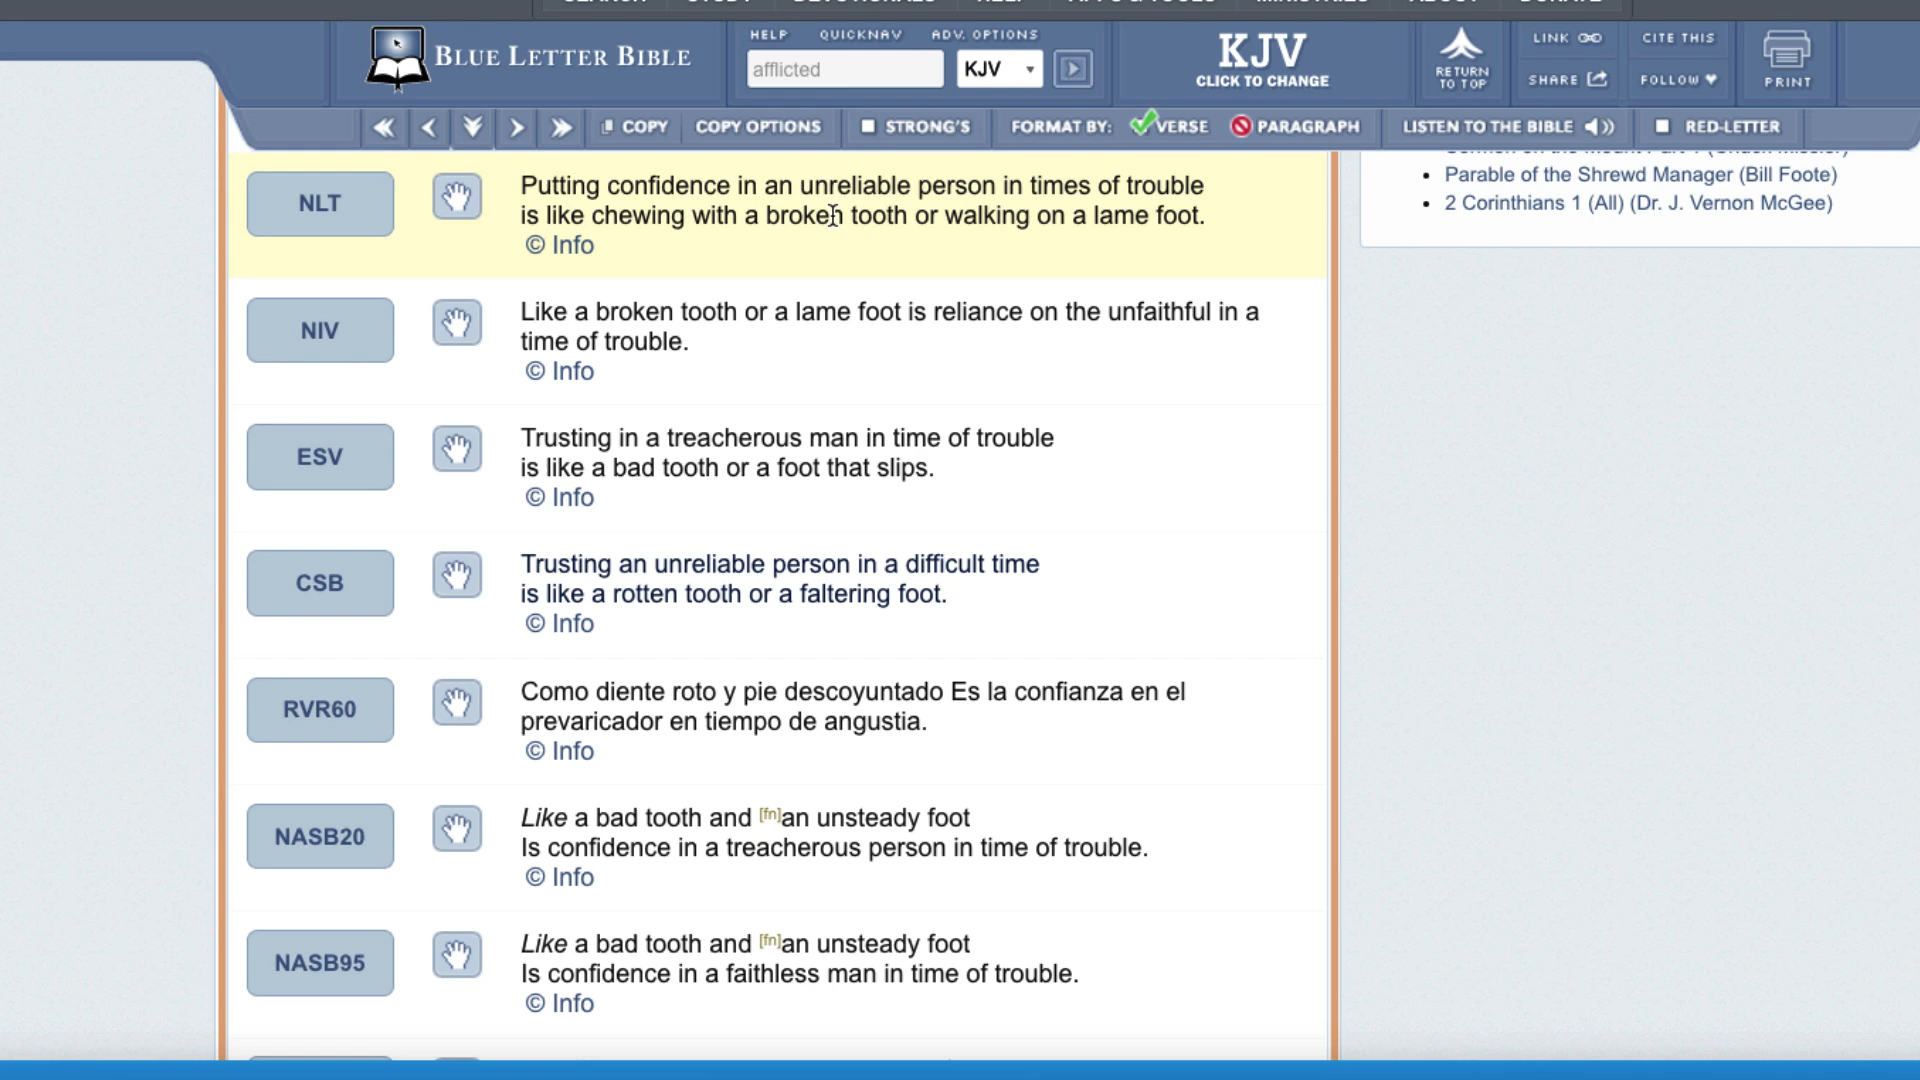 SEARCH STUDY DEVOTIONALS HELP APPS & TOOLS MINISTRIES ABOUT DONATE
BLUE LETTER BIBLE
HELP QUICKNAV ADV. OPTIONS
afflicted KJV
KJV
CLICK TO CHANGE
RETURN
TO TOP
LINK
SHARE
CITE THIS
FOLLOW
PRINT
COPY COPY OPTIONS STRONG'S FORMAT BY: VERSE PARAGRAPH LISTEN TO THE BIBLE RED-LETTER
NLT
Putting confidence in an unreliable person in times of trouble
is like chewing with a broken tooth or walking on a lame foot.
© Info
NIV
Like a broken tooth or a lame foot is reliance on the unfaithful in a
time of trouble.
© Info
ESV
Trusting in a treacherous man in time of trouble
is like a bad tooth or a foot that slips.
© Info
CSB
Trusting an unreliable person in a difficult time
is like a rotten tooth or a faltering foot.
© Info
RVR60
Como diente roto y pie descoyuntado Es la confianza en el
prevaricador en tiempo de angustia.
© Info
NASB20
Like a bad tooth and [fn]an unsteady foot
Is confidence in a treacherous person in time of trouble.
© Info
NASB95
Like a bad tooth and [fn]an unsteady foot
Is confidence in a faithless man in time of trouble.
© Info
Parable of the Shrewd Manager (Bill Foote)
2 Corinthians 1 (All) (Dr. J. Vernon McGee)